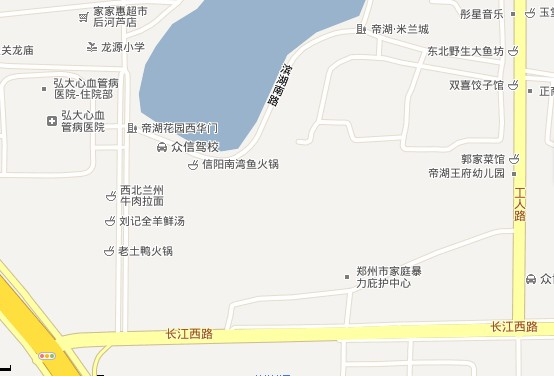 家家惠超市
后河芦店
龙源小学
关龙庙
弘大心血管病
医院-住院部
弘大心血
管病医院
帝湖花园西华门
众信驾校
信阳南湾鱼火锅
西北兰州
牛肉拉面
刘记全羊鲜汤
老土鸭火锅
滨湖南路
彤星音乐
玉堂
帝湖·米兰城
东北野生大鱼坊
双喜饺子馆
正商
郭家菜馆
帝湖王府幼儿园
工人路
郑州市家庭暴
力庇护中心
众信
长江西路
长江西路